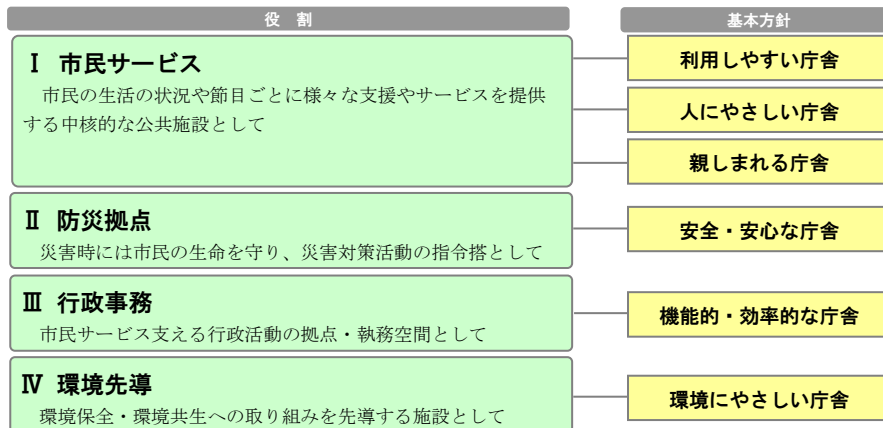 役 割
基本方針
Ⅰ 市民サービス
市民の生活の状況や節目ごとに様々な支援やサービスを提供
する中核的な公共施設として
利用しやすい庁舎
人にやさしい庁舎
親しまれる庁舎
Ⅱ 防災拠点
災害時には市民の生命を守り、災害対策活動の指令搭として
安全・安心な庁舎
Ⅲ 行政事務
市民サービス支える行政活動の拠点・執務空間として
機能的・効率的な庁舎
Ⅳ 環境先導
環境保全・環境共生への取り組みを先導する施設として
環境にやさしい庁舎